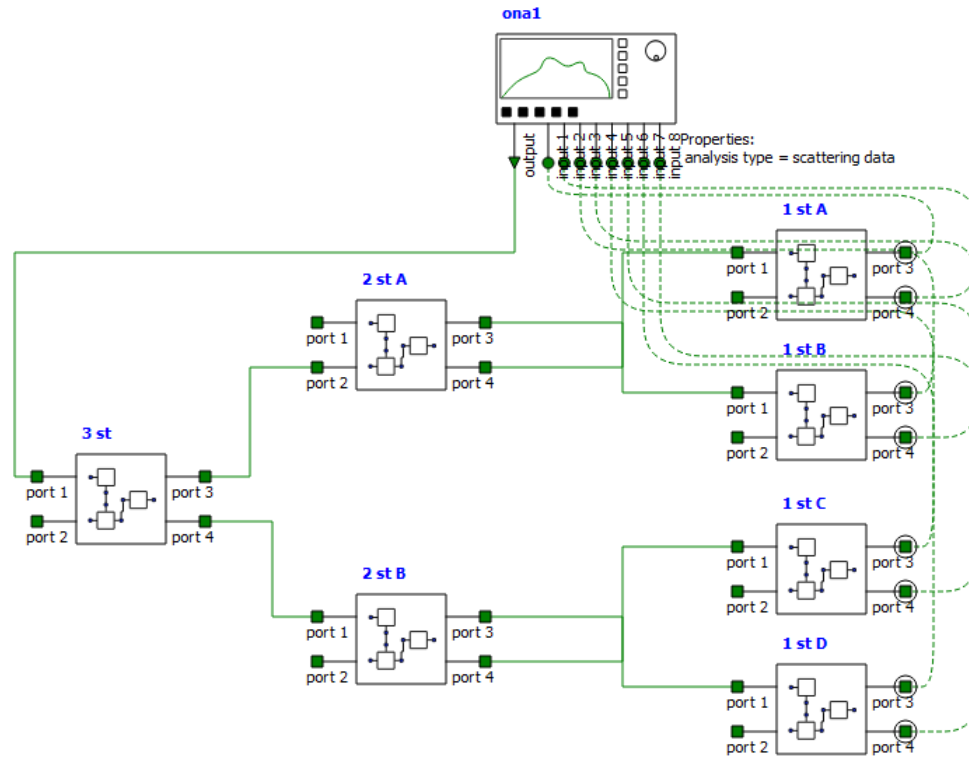 ona1
output
input 1
input 2
input 3
input 4
input 5
input 6
input 7
input 8
Properties:
analysis type = scattering data
1 st A
port 1
port 3
port 2
port 4
2 st A
port 1
port 3
port 2
port 4
1 st B
port 1
port 3
port 2
port 4
3 st
port 1
port 3
port 2
port 4
1 st C
port 1
port 3
port 2
port 4
2 st B
port 1
port 3
port 2
port 4
1 st D
port 1
port 3
port 2
port 4